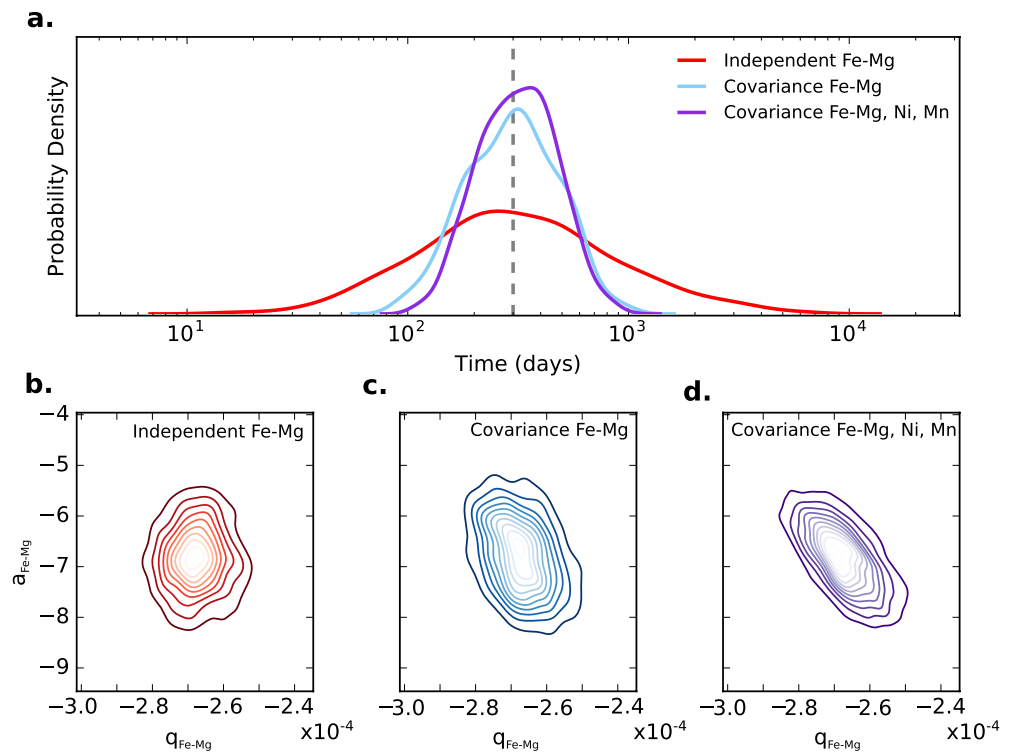 a.
Probability Density
Independent Fe-Mg
Covariance Fe-Mg
Covariance Fe-Mg, Ni, Mn
10¹ 10² 10³ 10⁴
Time (days)
b.
Independent Fe-Mg
a_Fe-Mg
−4
−5
−6
−7
−8
−9
−3.0 −2.8 −2.6 −2.4
x10⁻⁴
q_Fe-Mg
c.
Covariance Fe-Mg
−3.0 −2.8 −2.6 −2.4
x10⁻⁴
q_Fe-Mg
d.
Covariance Fe-Mg, Ni, Mn
−3.0 −2.8 −2.6 −2.4
x10⁻⁴
q_Fe-Mg